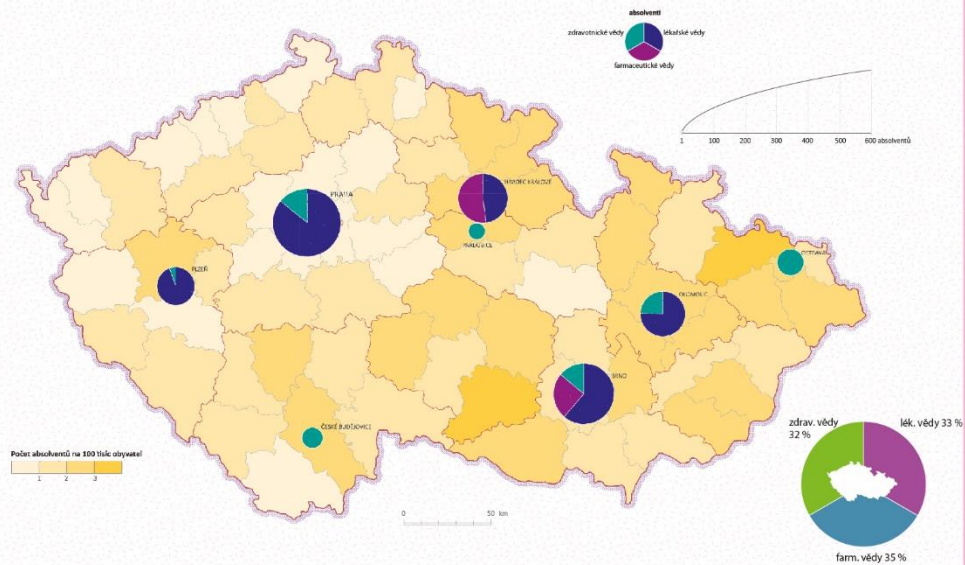 absolventi
zdravotnické vědy
lékařské vědy
farmaceutické vědy
1 100 200 300 400 500 600 absolventů
PRAHA
HRADEC KRÁLOVÉ
PARDUBICE
PLZEŇ
OSTRAVA
OLOMOUC
BRNO
ČESKÉ BUDĚJOVICE
Počet absolventů na 100 tisíc obyvatel
1 2 3
0 50 km
zdrav. vědy
32 %
lék. vědy 33 %
farm. vědy 35 %